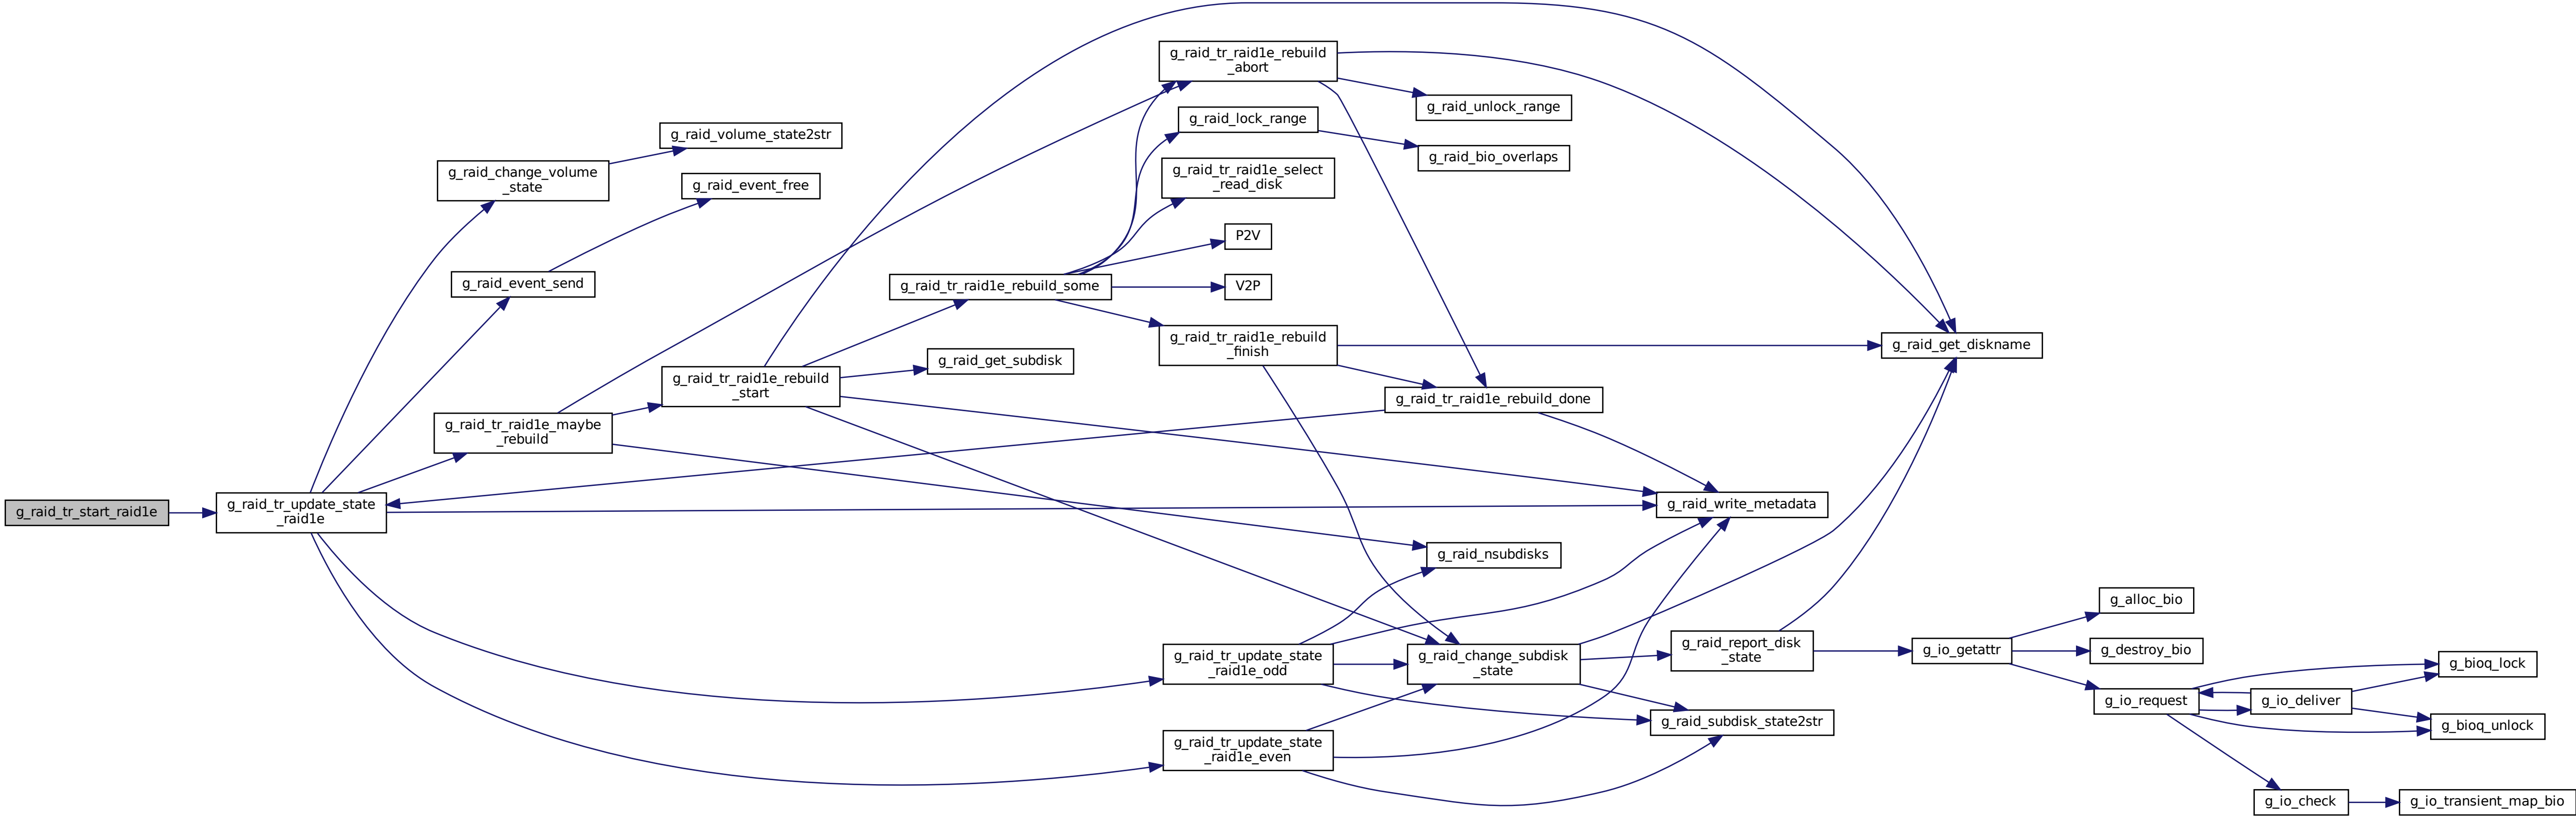 g_raid_tr_start_raid1e
g_raid_tr_update_state
_raid1e
g_raid_change_volume
_state
g_raid_volume_state2str
g_raid_event_send
g_raid_event_free
g_raid_tr_raid1e_maybe
_rebuild
g_raid_tr_raid1e_rebuild
_start
g_raid_tr_raid1e_rebuild_some
g_raid_get_subdisk
g_raid_tr_raid1e_rebuild
_abort
g_raid_lock_range
g_raid_tr_raid1e_select
_read_disk
P2V
V2P
g_raid_tr_raid1e_rebuild
_finish
g_raid_unlock_range
g_raid_bio_overlaps
g_raid_tr_raid1e_rebuild_done
g_raid_get_diskname
g_raid_write_metadata
g_raid_nsubdisks
g_raid_tr_update_state
_raid1e_odd
g_raid_tr_update_state
_raid1e_even
g_raid_change_subdisk
_state
g_raid_report_disk
_state
g_raid_subdisk_state2str
g_io_getattr
g_alloc_bio
g_destroy_bio
g_io_request
g_io_deliver
g_bioq_lock
g_bioq_unlock
g_io_check
g_io_transient_map_bio